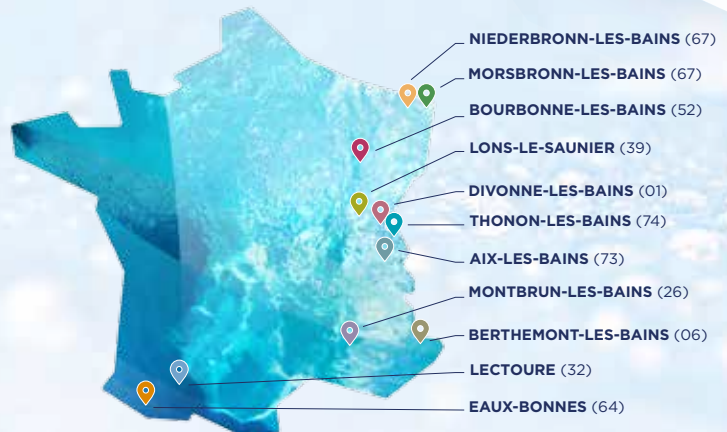 NIEDERBRONN-LES-BAINS (67)
MORSBRONN-LES-BAINS (67)
BOURBONNE-LES-BAINS (52)
LONS-LE-SAUNIER (39)
DIVONNE-LES-BAINS (01)
THONON-LES-BAINS (74)
AIX-LES-BAINS (73)
MONTBRUN-LES-BAINS (26)
BERTHEMONT-LES-BAINS (06)
LECTOURE (32)
EAUX-BONNES (64)